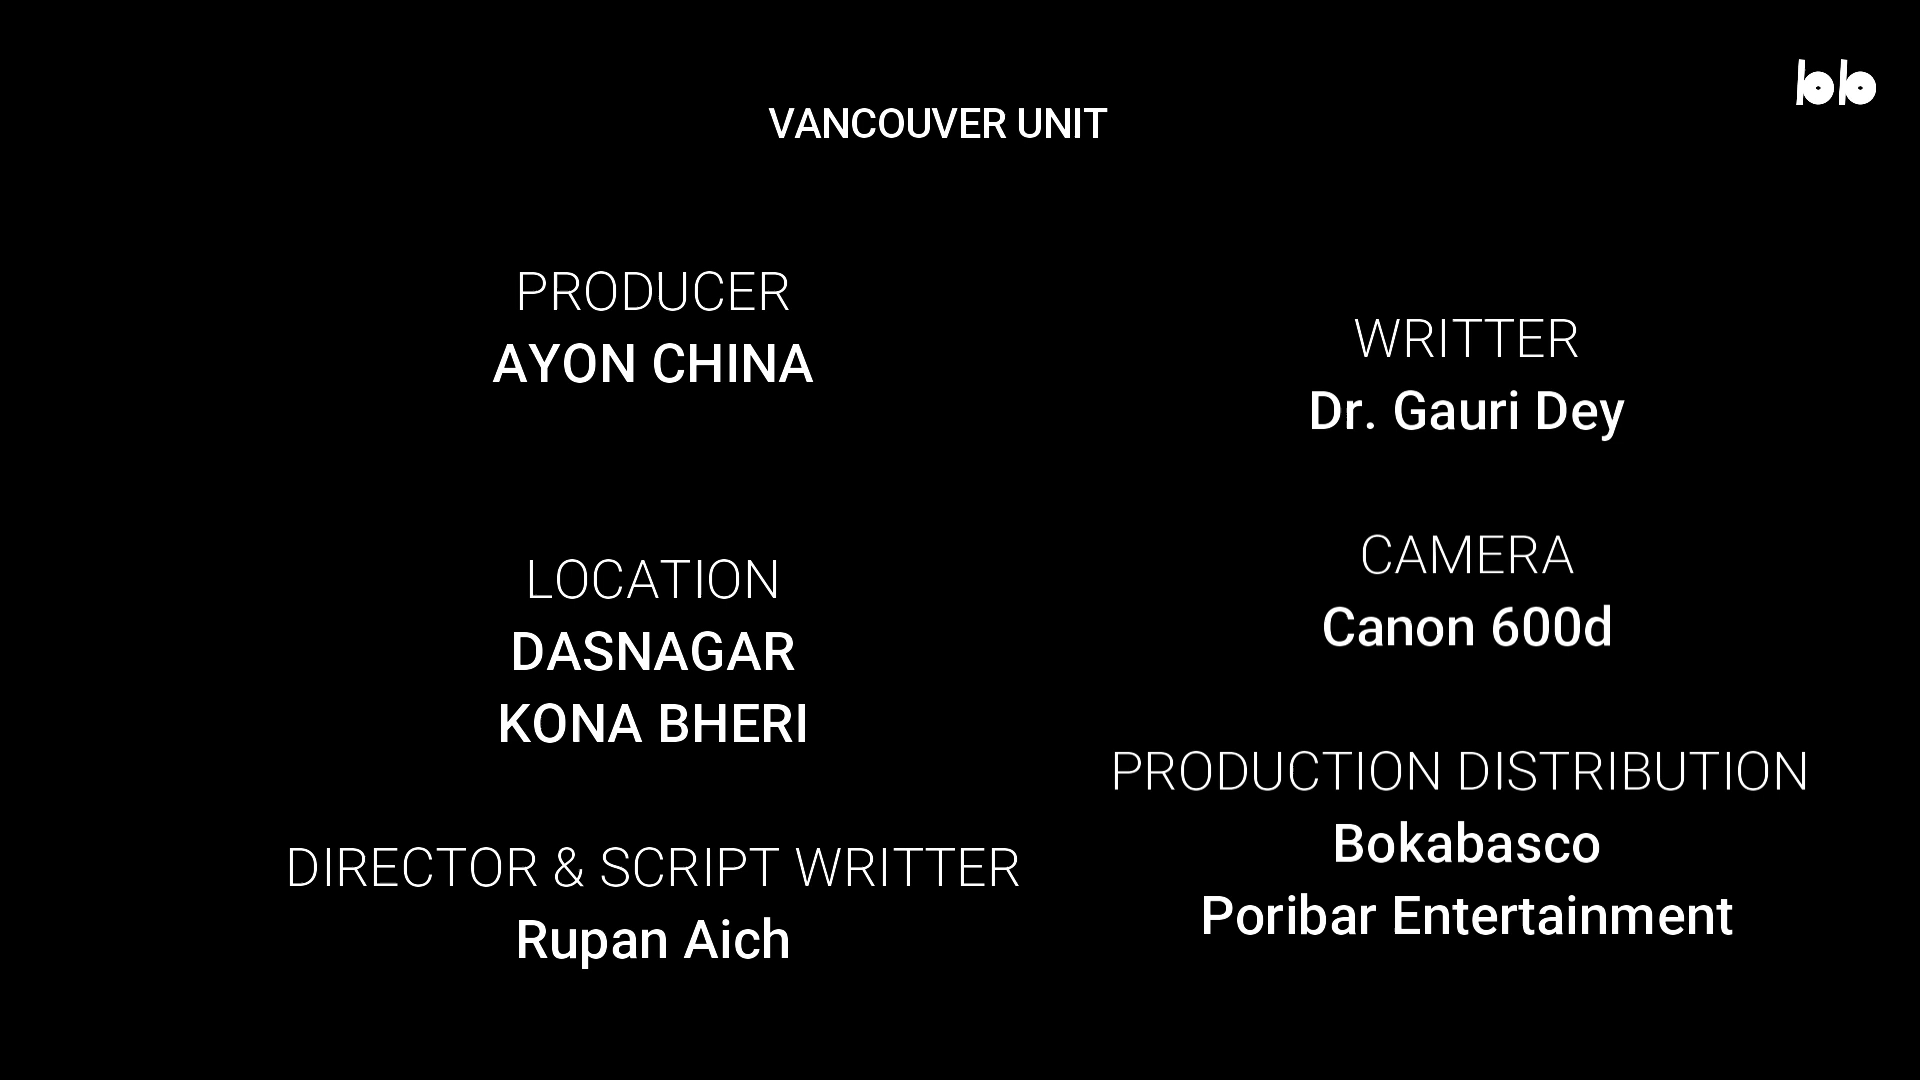 bb
VANCOUVER UNIT
PRODUCER
AYON CHINA
LOCATION
DASNAGAR
KONA BHERI
DIRECTOR & SCRIPT WRITTER
Rupan Aich
WRITTER
Dr. Gauri Dey
CAMERA
Canon 600d
PRODUCTION DISTRIBUTION
Bokabasco
Poribar Entertainment